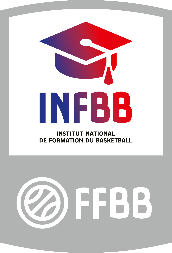 INFBB
INSTITUT NATIONAL
DE FORMATION DU BASKETBALL
FFBB